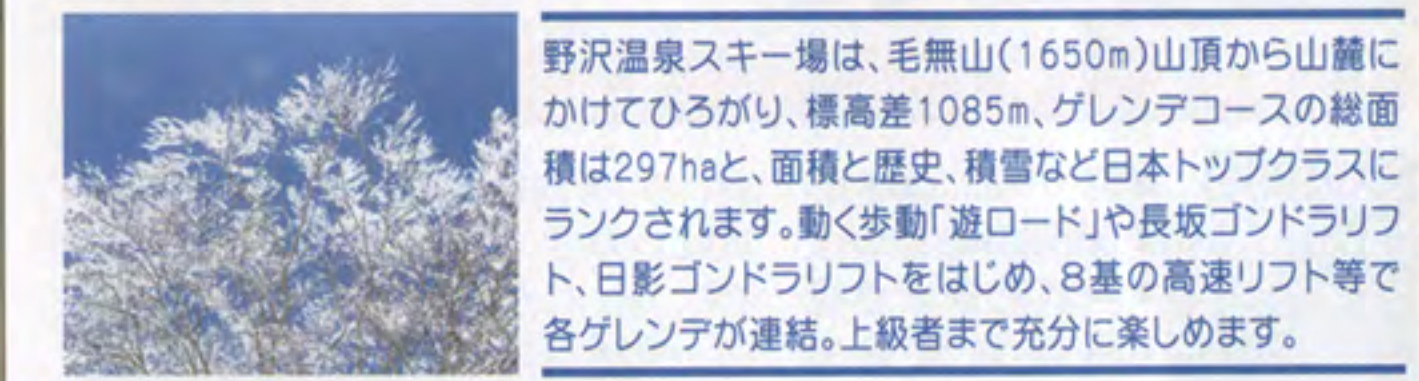 野沢温泉スキー場は、毛無山(1650m)山頂から山麓に
かけてひろがり、標高差1085m、ゲレンデコースの総面
積は297haと、面積と歴史、積雪など日本トップクラスに
ランクされます。動く歩動「遊ロード」や長坂ゴンドラリフ
ト、日影ゴンドラリフトをはじめ、8基の高速リフト等で
各ゲレンデが連結。上級者まで充分に楽しめます。